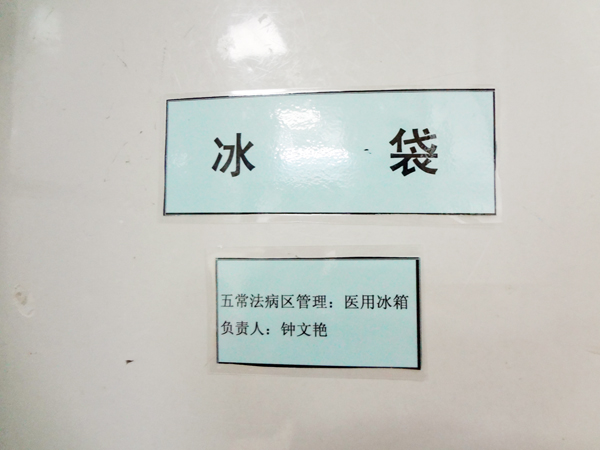 冰 袋
五常法病区管理：医用冰箱
负责人：钟文艳